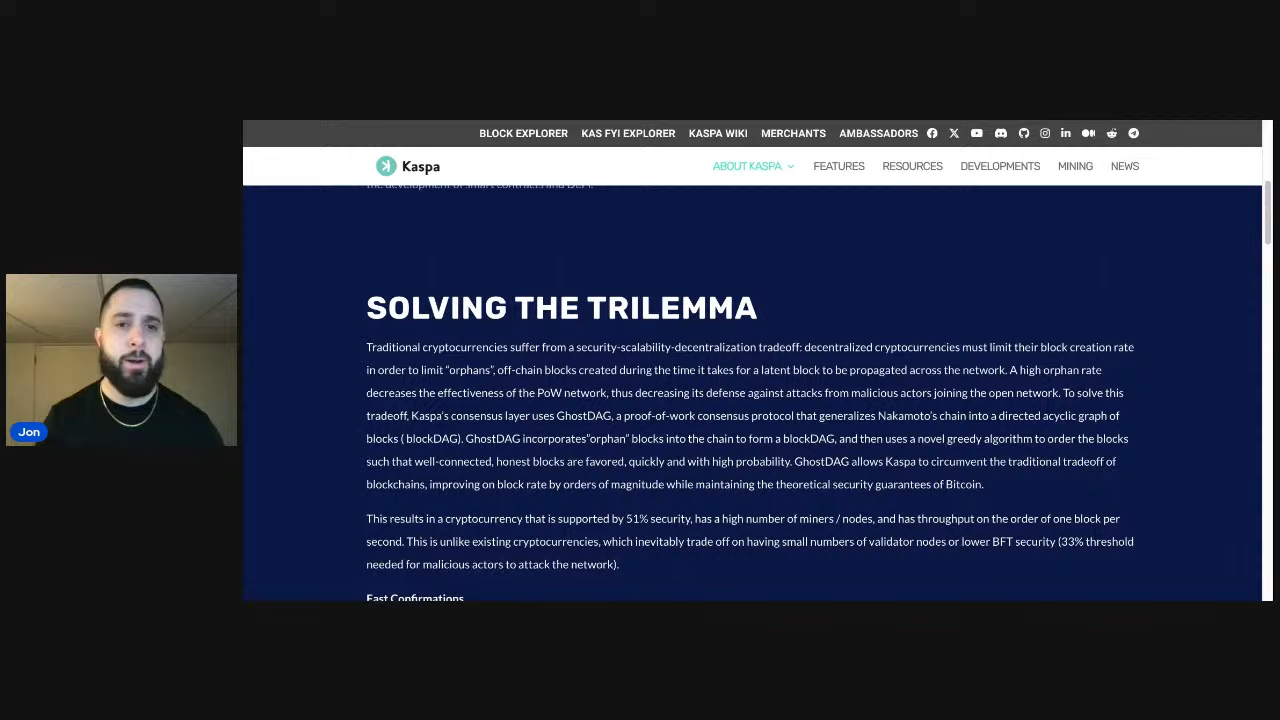 BLOCK EXPLORER KAS FYI EXPLORER KASPA WIKI MERCHANTS AMBASSADORS
Kaspa
ABOUT KASPA FEATURES RESOURCES DEVELOPMENTS MINING NEWS
the development of smart contracts and DeFi.
SOLVING THE TRILEMMA
Traditional cryptocurrencies suffer from a security-scalability-decentralization tradeoff: decentralized cryptocurrencies must limit their block creation rate
in order to limit “orphans”, off-chain blocks created during the time it takes for a latent block to be propagated across the network. A high orphan rate
decreases the effectiveness of the PoW network, thus decreasing its defense against attacks from malicious actors joining the open network. To solve this
tradeoff, Kaspa’s consensus layer uses GhostDAG, a proof-of-work consensus protocol that generalizes Nakamoto’s chain into a directed acyclic graph of
blocks ( blockDAG). GhostDAG incorporates“orphan” blocks into the chain to form a blockDAG, and then uses a novel greedy algorithm to order the blocks
such that well-connected, honest blocks are favored, quickly and with high probability. GhostDAG allows Kaspa to circumvent the traditional tradeoff of
blockchains, improving on block rate by orders of magnitude while maintaining the theoretical security guarantees of Bitcoin.
This results in a cryptocurrency that is supported by 51% security, has a high number of miners / nodes, and has throughput on the order of one block per
second. This is unlike existing cryptocurrencies, which inevitably trade off on having small numbers of validator nodes or lower BFT security (33% threshold
needed for malicious actors to attack the network).
Fast Confirmations
Jon